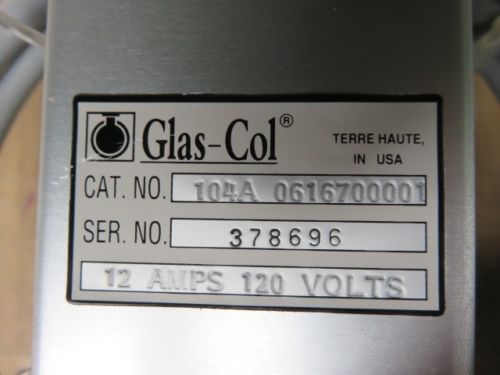 Glas-Col®
TERRE HAUTE,
IN USA
CAT. NO. 104A 0616700001
SER. NO. 378696
12 AMPS 120 VOLTS